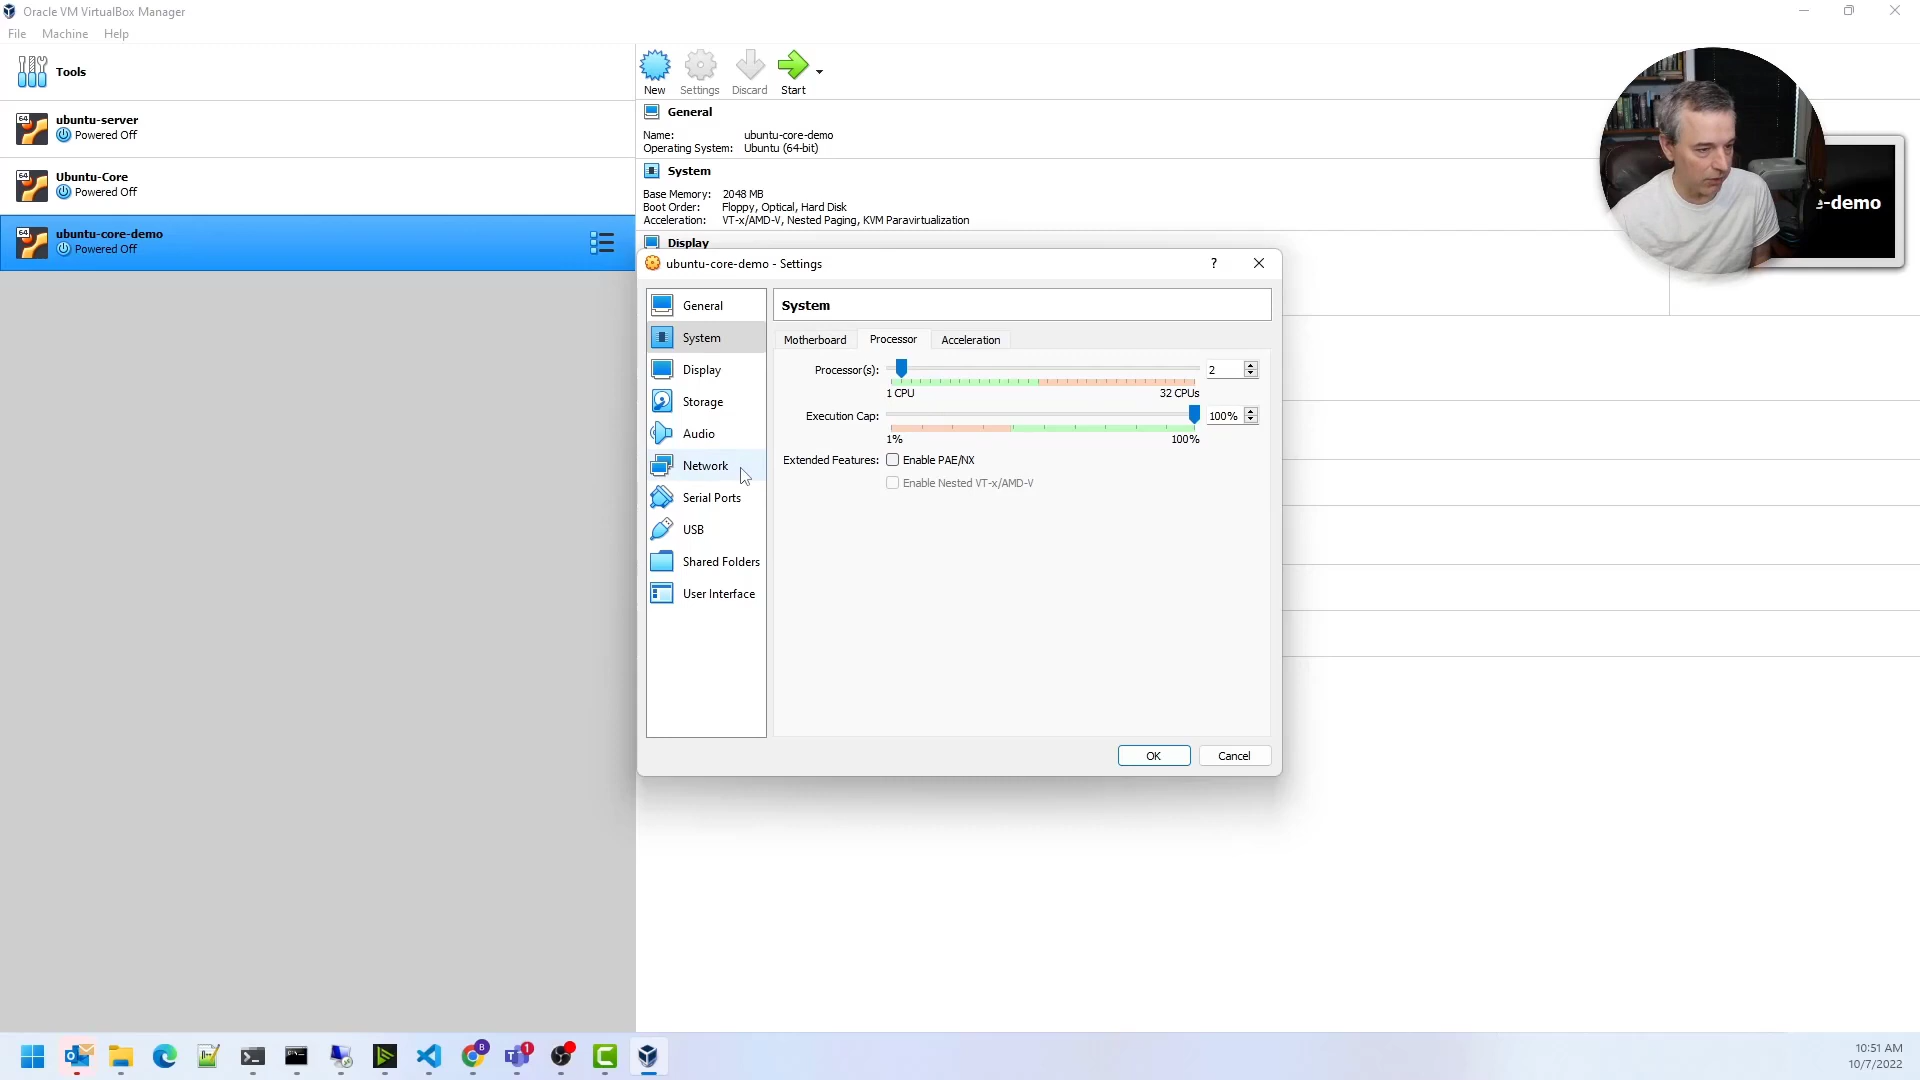 Oracle VM VirtualBox Manager
File Machine Help
Tools
New Settings Discard Start
64 ubuntu-server
Powered Off
64 Ubuntu-Core
Powered Off
64 ubuntu-core-demo
Powered Off
General
Name: ubuntu-core-demo
Operating System: Ubuntu (64-bit)
System
Base Memory: 2048 MB
Boot Order: Floppy, Optical, Hard Disk
Acceleration: VT-x/AMD-V, Nested Paging, KVM Paravirtualization
Display
e-demo
ubuntu-core-demo - Settings ?
General
System
Display
Storage
Audio
Network
Serial Ports
USB
Shared Folders
User Interface
System
Motherboard Processor Acceleration
Processor(s): 2
1 CPU 32 CPUs
Execution Cap: 100%
1% 100%
Extended Features: Enable PAE/NX
Enable Nested VT-x/AMD-V
OK Cancel
B
1
10:51 AM
10/7/2022